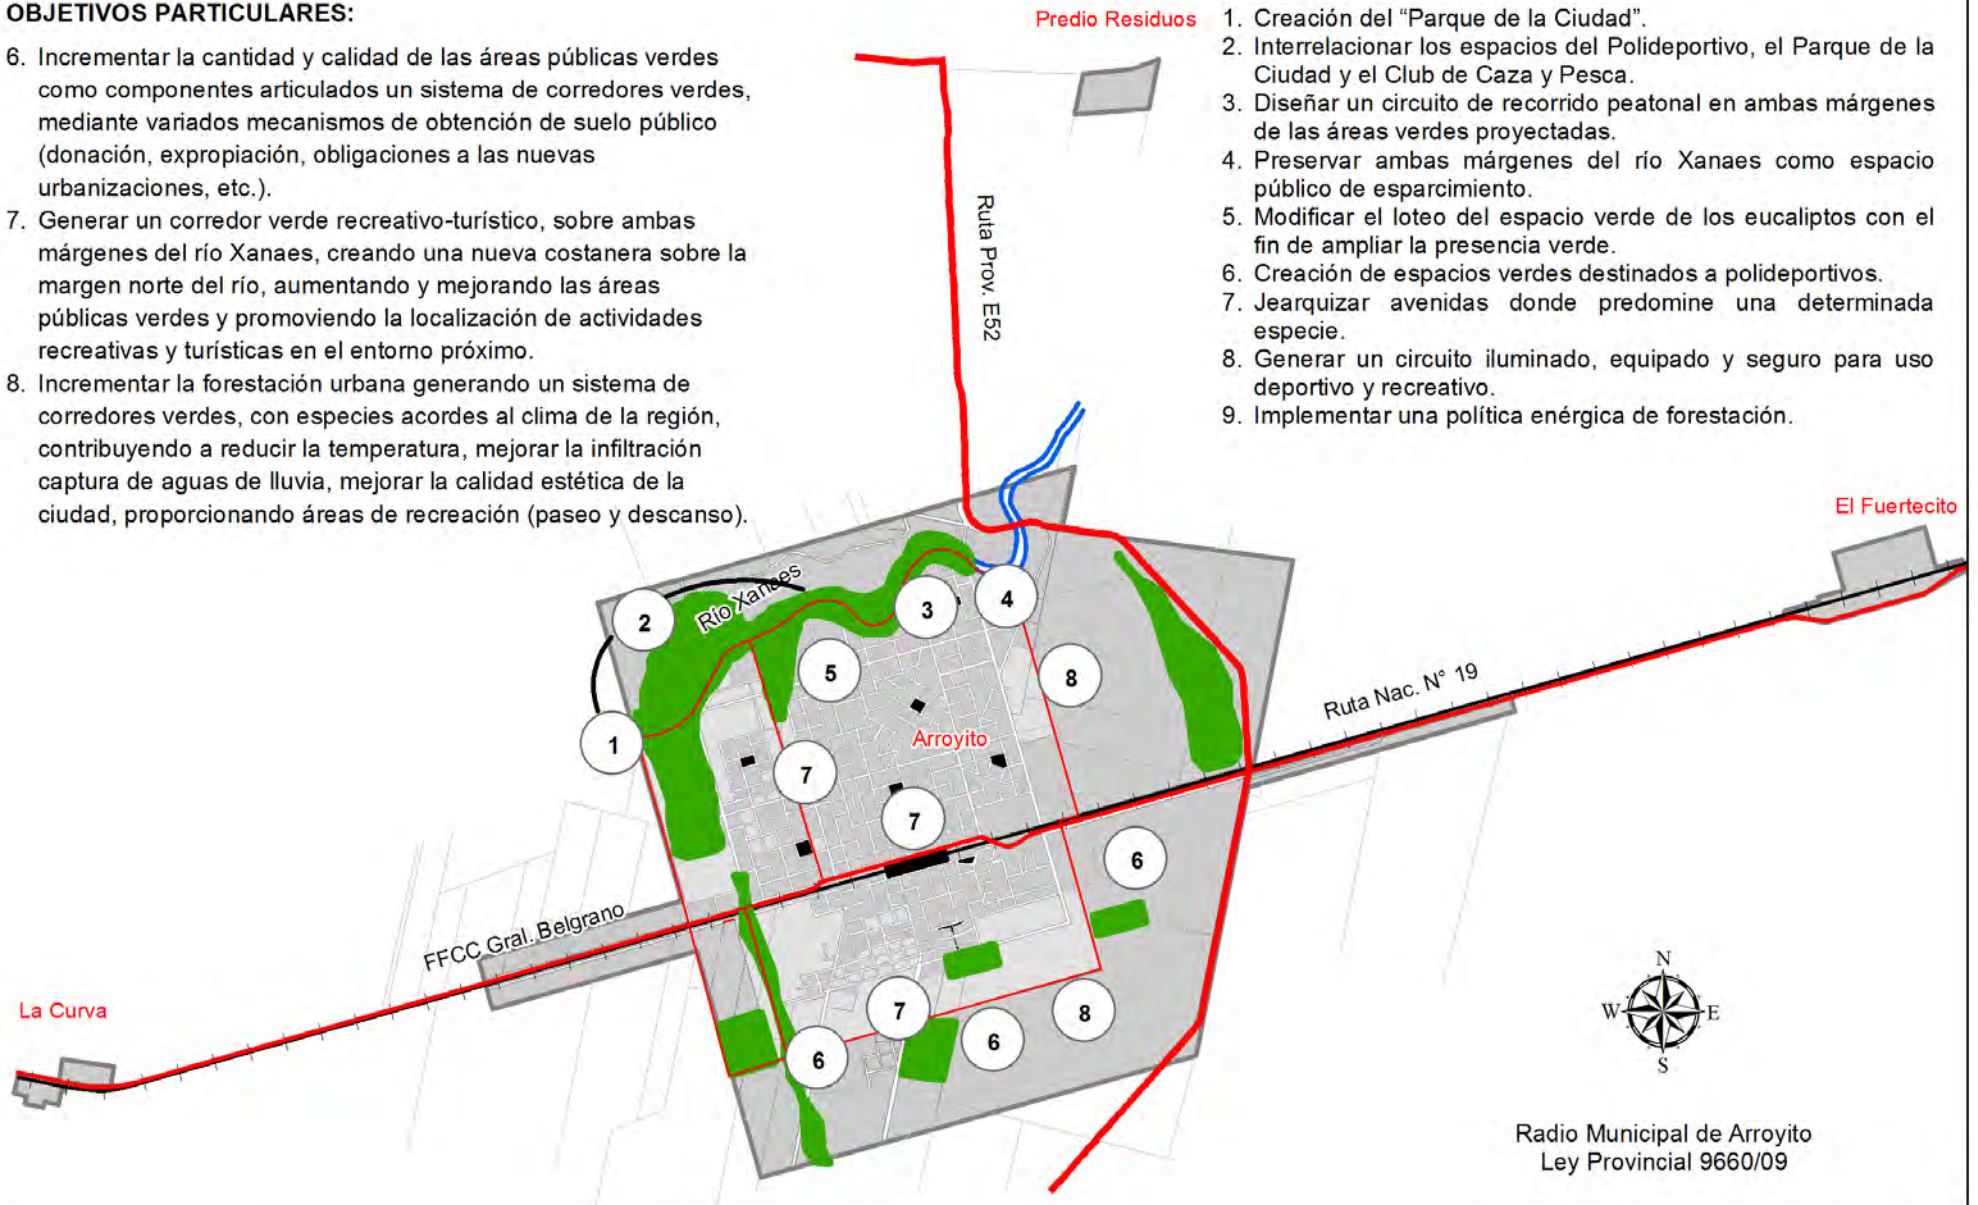 OBJETIVOS PARTICULARES:
6. Incrementar la cantidad y calidad de las áreas públicas verdes
como componentes articulados un sistema de corredores verdes,
mediante variados mecanismos de obtención de suelo público
(donación, expropiación, obligaciones a las nuevas
urbanizaciones, etc.).
7. Generar un corredor verde recreativo-turístico, sobre ambas
márgenes del río Xanaes, creando una nueva costanera sobre la
margen norte del río, aumentando y mejorando las áreas
públicas verdes y promoviendo la localización de actividades
recreativas y turísticas en el entorno próximo.
8. Incrementar la forestación urbana generando un sistema de
corredores verdes, con especies acordes al clima de la región,
contribuyendo a reducir la temperatura, mejorar la infiltración
captura de aguas de lluvia, mejorar la calidad estética de la
ciudad, proporcionando áreas de recreación (paseo y descanso).
Predio Residuos
1. Creación del “Parque de la Ciudad”.
2. Interrelacionar los espacios del Polideportivo, el Parque de la
Ciudad y el Club de Caza y Pesca.
3. Diseñar un circuito de recorrido peatonal en ambas márgenes
de las áreas verdes proyectadas.
4. Preservar ambas márgenes del río Xanaes como espacio
público de esparcimiento.
5. Modificar el loteo del espacio verde de los eucaliptos con el
fin de ampliar la presencia verde.
6. Creación de espacios verdes destinados a polideportivos.
7. Jearquizar avenidas donde predomine una determinada
especie.
8. Generar un circuito iluminado, equipado y seguro para uso
deportivo y recreativo.
9. Implementar una política enérgica de forestación.
Ruta Prov. E52
El Fuertecito
Río Xanaes
2
3
4
5
8
1
Arroyito
7
7
Ruta Nac. N° 19
6
FFCC Gral. Belgrano
La Curva
7
8
6
6
N
W
E
S
Radio Municipal de Arroyito
Ley Provincial 9660/09